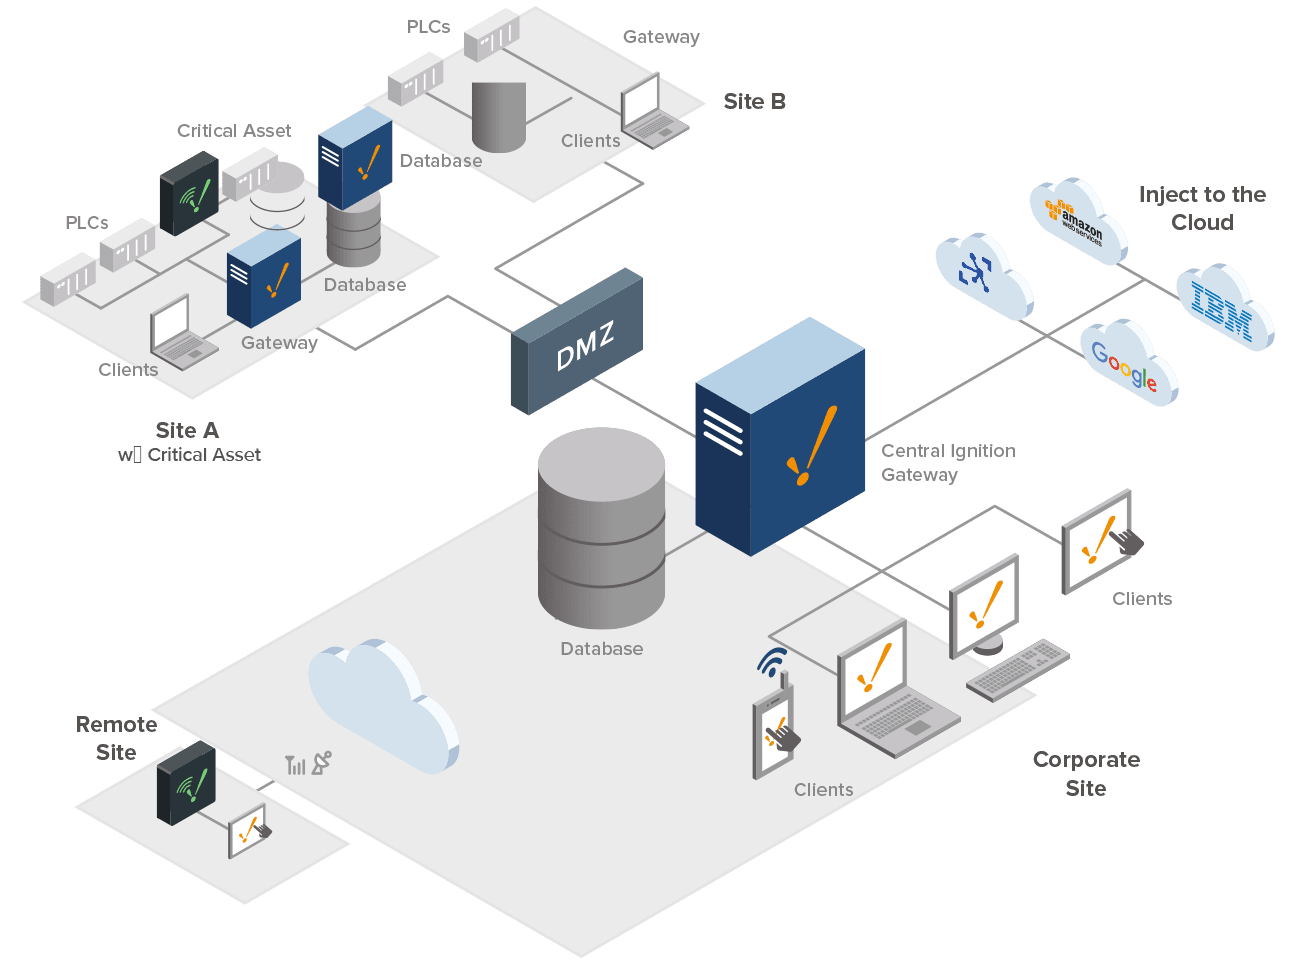 PLCs
Gateway
Site B
Clients
Database
Critical Asset
PLCs
Database
Gateway
Clients
Site A
w▯ Critical Asset
DMZ
Inject to the
Cloud
amazon
web services
IBM
Google
Central Ignition
Gateway
Clients
Database
Remote
Site
Clients
Corporate
Site